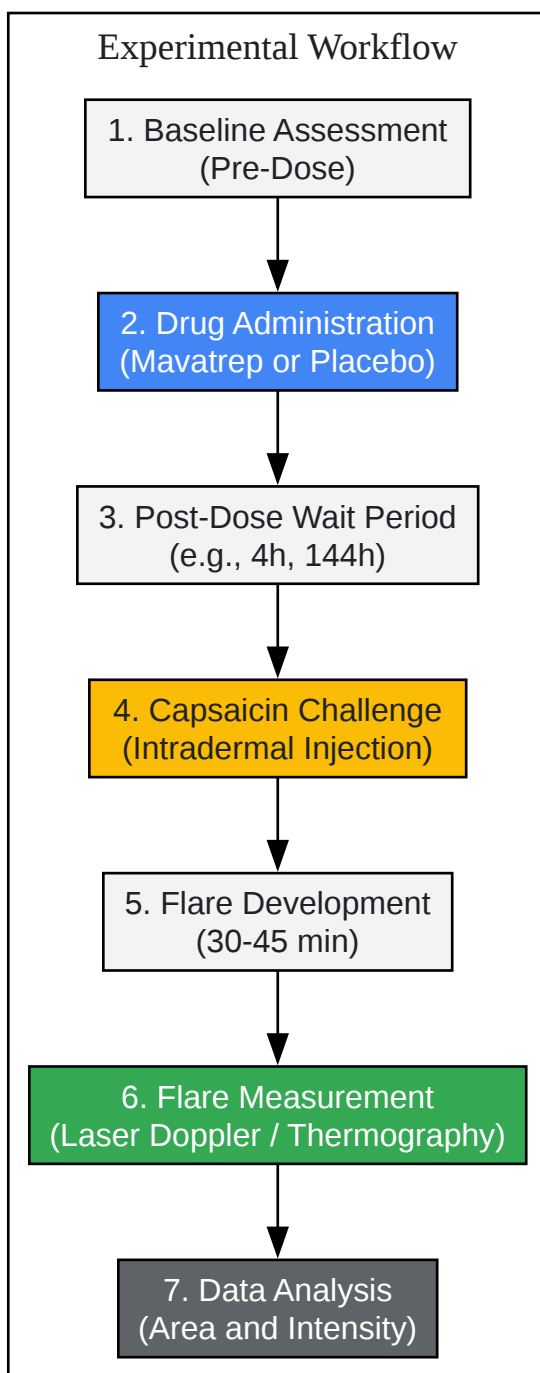 Experimental Workflow
1. Baseline Assessment
(Pre-Dose)
2. Drug Administration
(Mavatrep or Placebo)
3. Post-Dose Wait Period
(e.g., 4h, 144h)
4. Capsaicin Challenge
(Intradermal Injection)
5. Flare Development
(30-45 min)
6. Flare Measurement
(Laser Doppler / Thermography)
7. Data Analysis
(Area and Intensity)